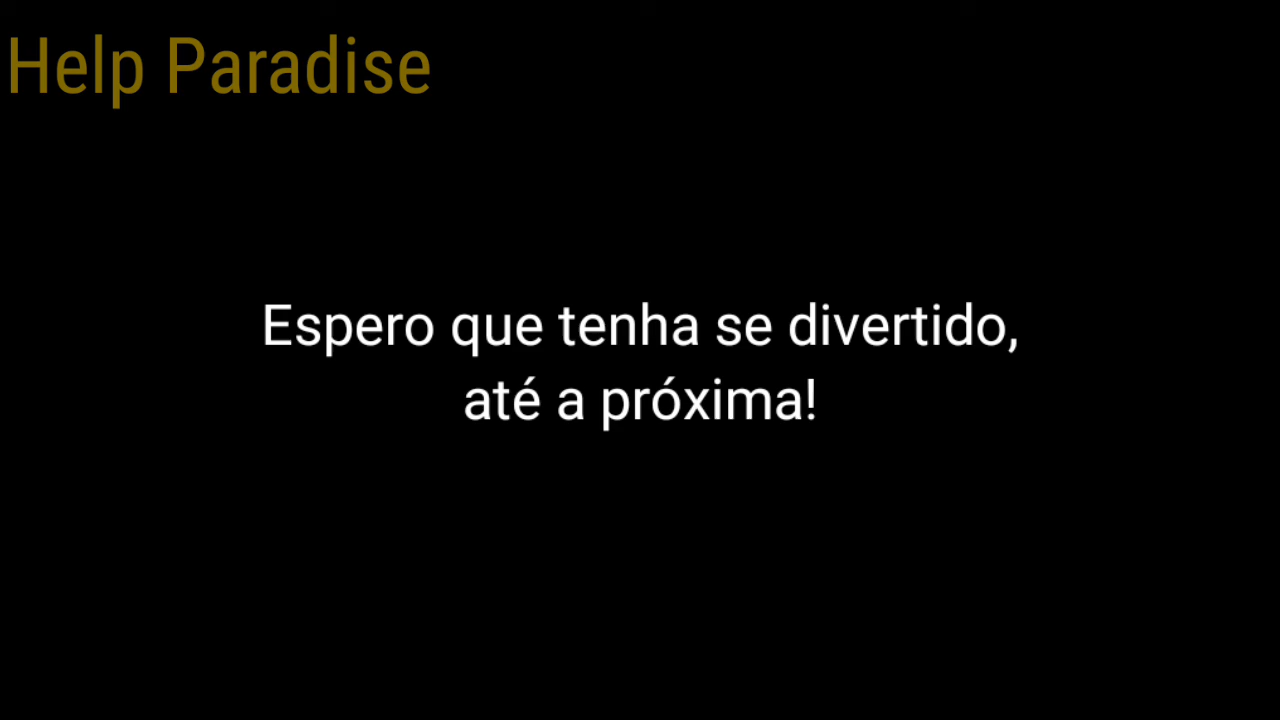 Help Paradise
Espero que tenha se divertido,
até a próxima!